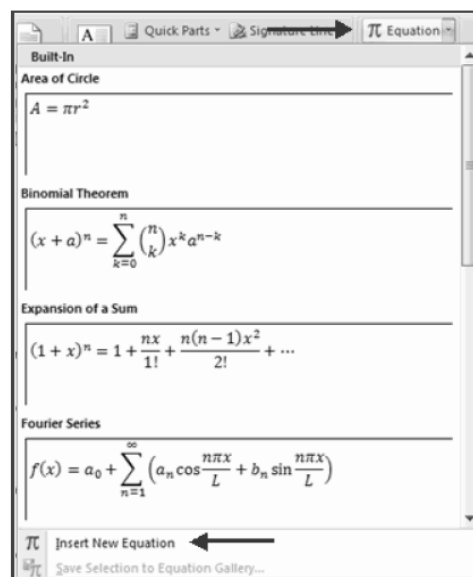 A Quick Parts Signature Line π Equation
Built-In
Area of Circle
A = πr²
Binomial Theorem
(x + a)ⁿ = ∑ₖ₌₀ⁿ (n k) xᵏaⁿ⁻ᵏ
Expansion of a Sum
(1 + x)ⁿ = 1 + nx/1! + n(n − 1)x²/2! + ⋯
Fourier Series
f(x) = a₀ + ∑ₙ₌₁^∞ (aₙ cos nπx/L + bₙ sin nπx/L)
π Insert New Equation
π Save Selection to Equation Gallery...